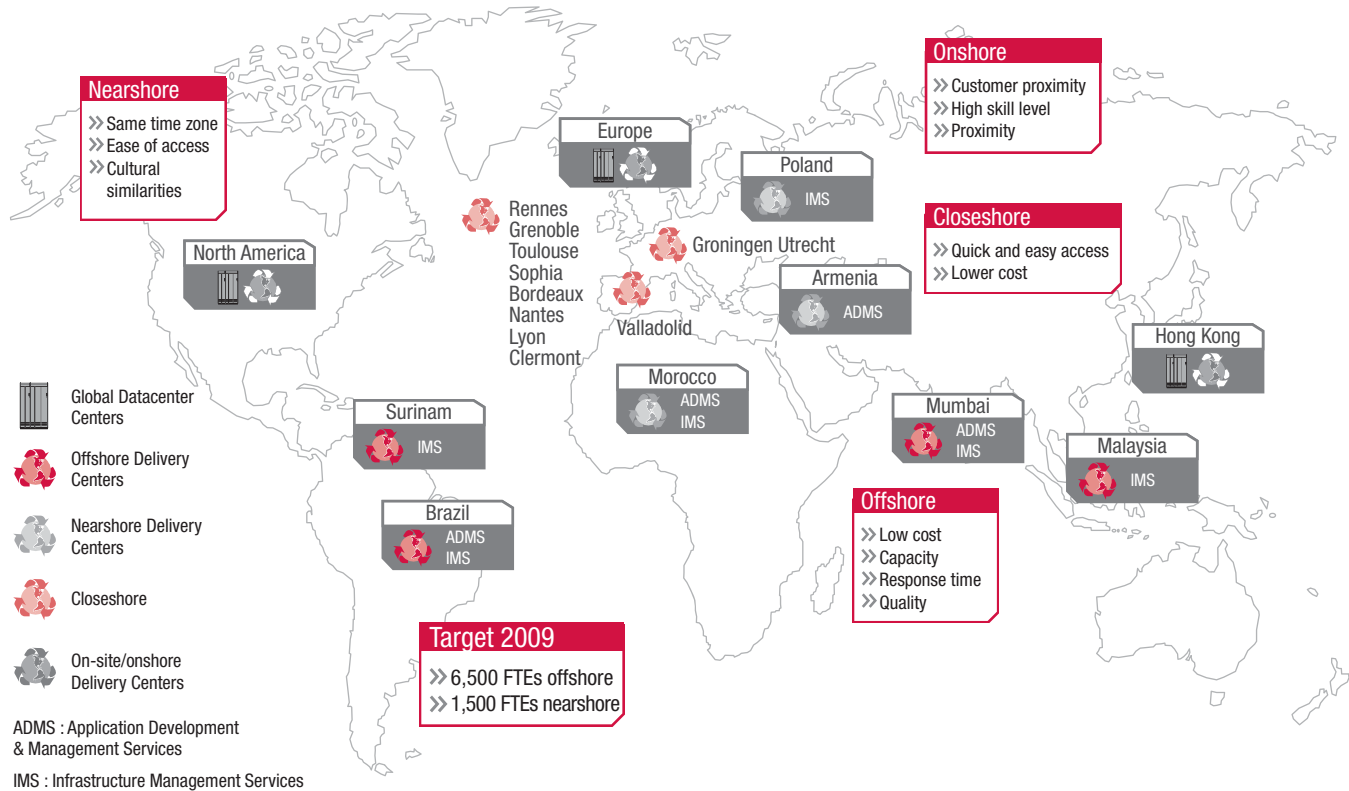 Nearshore
Same time zone
Ease of access
Cultural
similarities
Onshore
Customer proximity
High skill level
Proximity
Europe
Poland
IMS
Closeshore
Quick and easy access
Lower cost
Rennes
Grenoble
Toulouse
Sophia
Bordeaux
Nantes
Lyon
Clermont
Groningen Utrecht
North America
Armenia
ADMS
Valladolid
Hong Kong
Morocco
ADMS
IMS
Surinam
IMS
Mumbai
ADMS
IMS
Malaysia
IMS
Brazil
ADMS
IMS
Offshore
Low cost
Capacity
Response time
Quality
Target 2009
6,500 FTEs offshore
1,500 FTEs nearshore
Global Datacenter
Centers
Offshore Delivery
Centers
Nearshore Delivery
Centers
Closeshore
On-site/onshore
Delivery Centers
ADMS : Application Development
& Management Services
IMS : Infrastructure Management Services